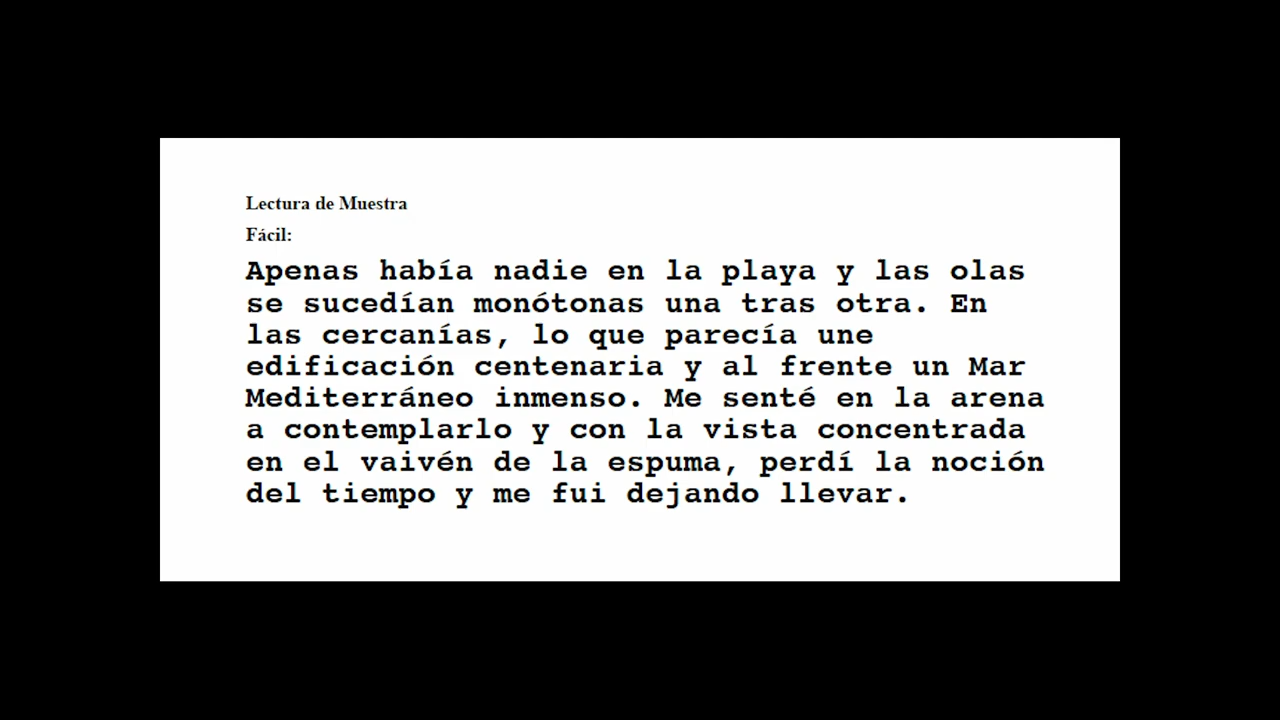 Lectura de Muestra
Fácil:
Apenas había nadie en la playa y las olas
se sucedían monótonas una tras otra. En
las cercanías, lo que parecía une
edificación centenaria y al frente un Mar
Mediterráneo inmenso. Me senté en la arena
a contemplarlo y con la vista concentrada
en el vaivén de la espuma, perdí la noción
del tiempo y me fui dejando llevar.